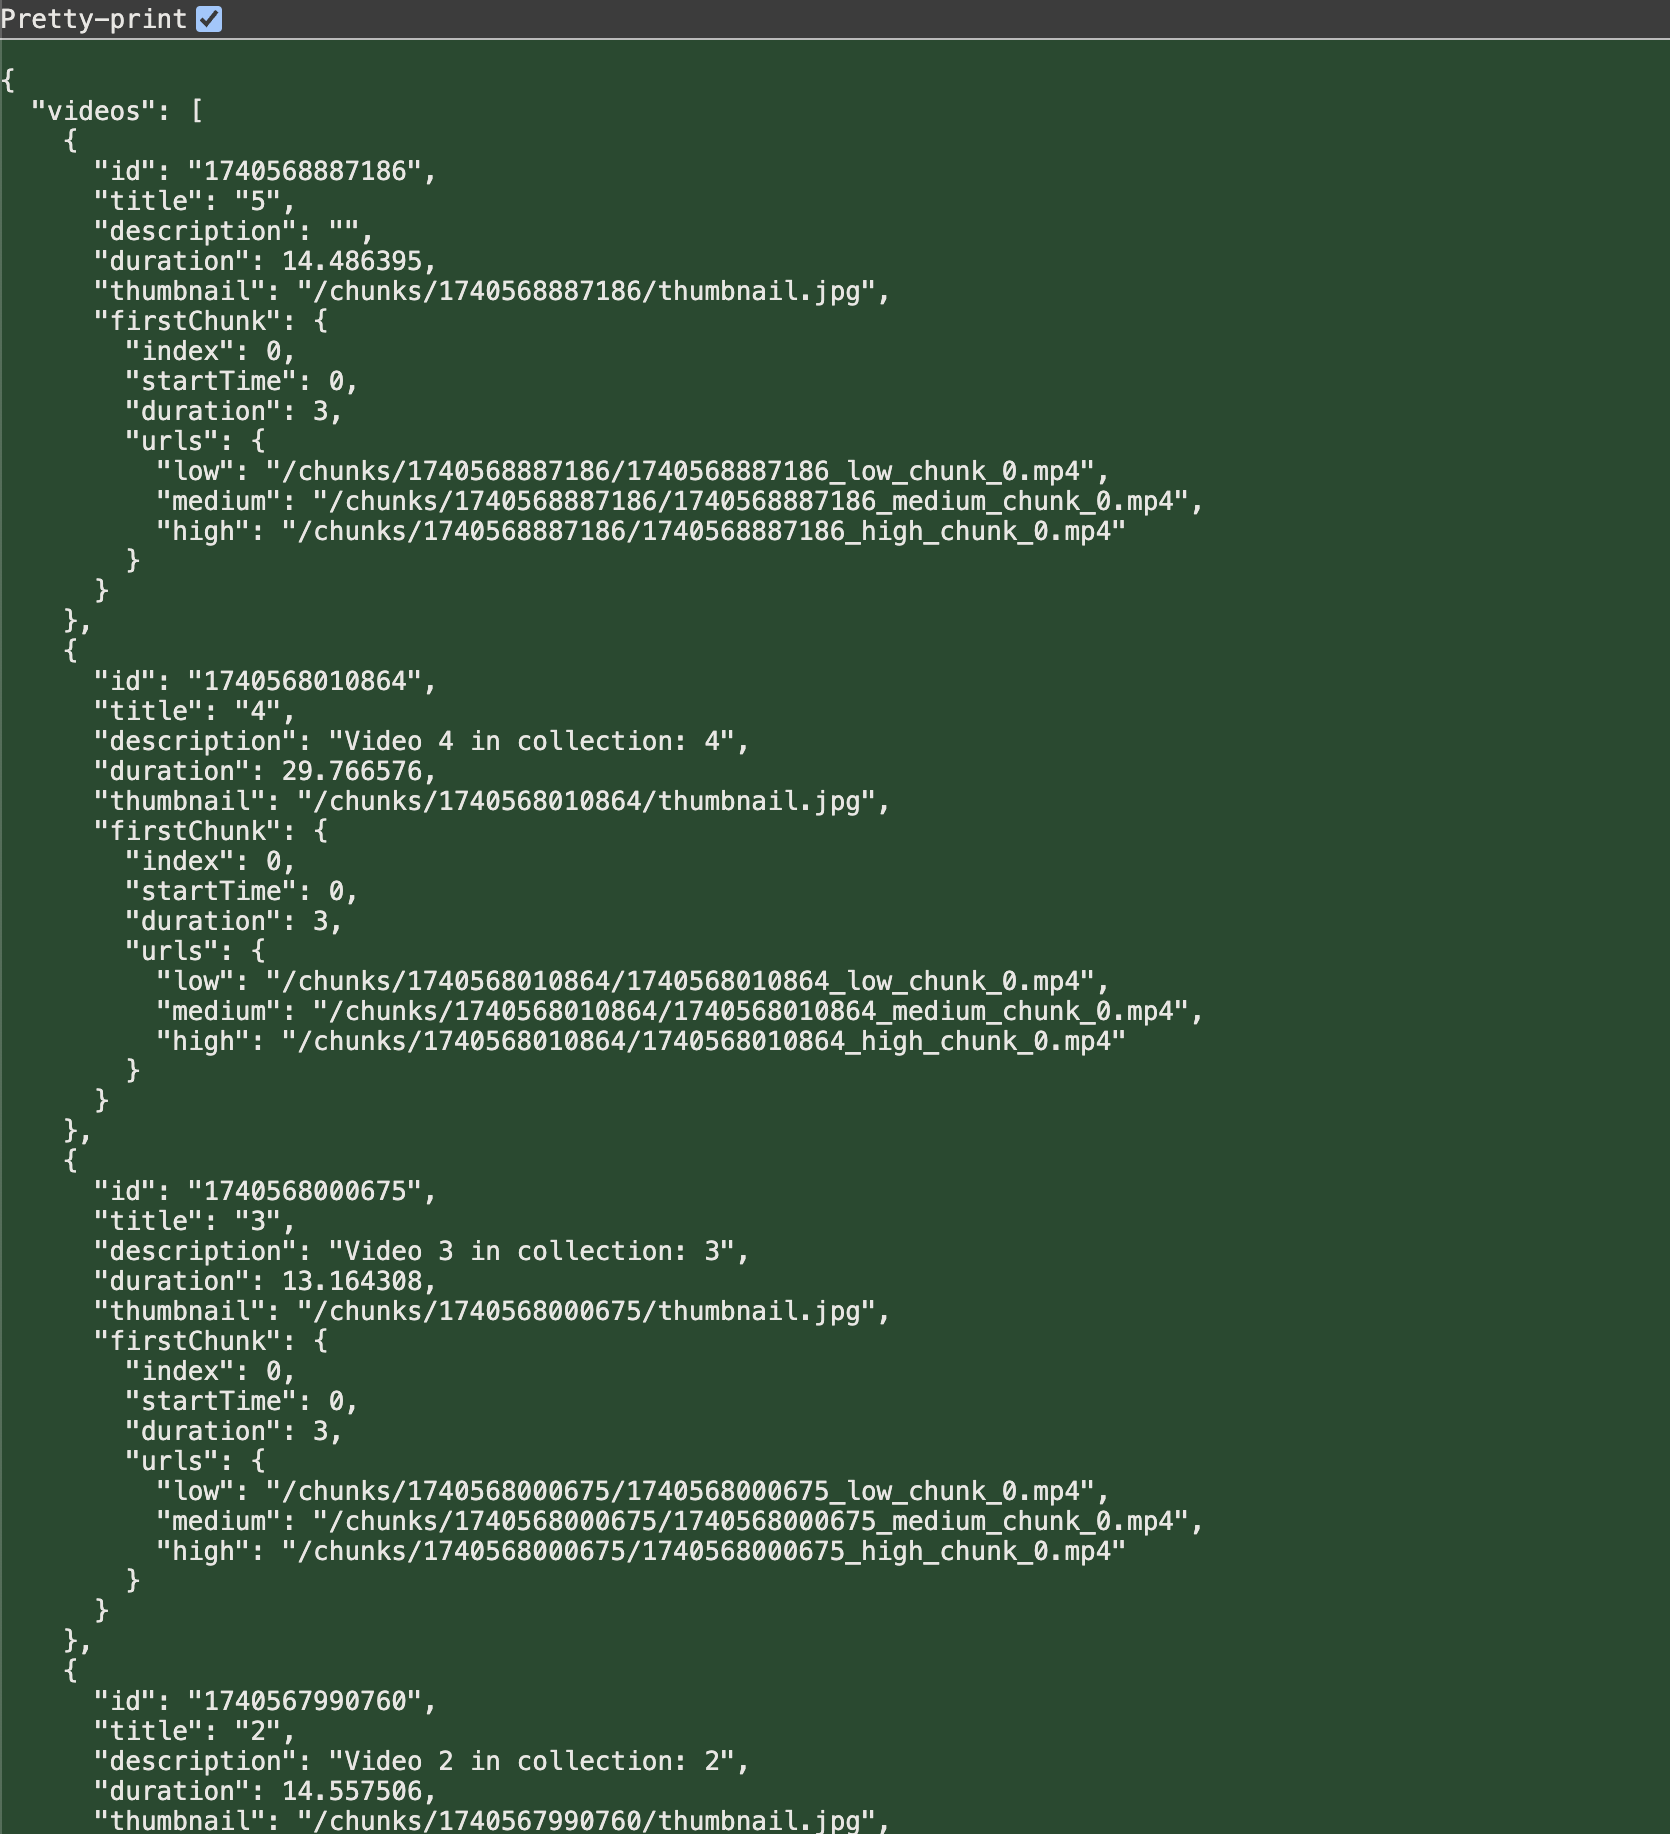 Pretty-print
{
  "videos": [
    {
      "id": "1740568887186",
      "title": "5",
      "description": "",
      "duration": 14.486395,
      "thumbnail": "/chunks/1740568887186/thumbnail.jpg",
      "firstChunk": {
        "index": 0,
        "startTime": 0,
        "duration": 3,
        "urls": {
          "low": "/chunks/1740568887186/1740568887186_low_chunk_0.mp4",
          "medium": "/chunks/1740568887186/1740568887186_medium_chunk_0.mp4",
          "high": "/chunks/1740568887186/1740568887186_high_chunk_0.mp4"
        }
      }
    },
    {
      "id": "1740568010864",
      "title": "4",
      "description": "Video 4 in collection: 4",
      "duration": 29.766576,
      "thumbnail": "/chunks/1740568010864/thumbnail.jpg",
      "firstChunk": {
        "index": 0,
        "startTime": 0,
        "duration": 3,
        "urls": {
          "low": "/chunks/1740568010864/1740568010864_low_chunk_0.mp4",
          "medium": "/chunks/1740568010864/1740568010864_medium_chunk_0.mp4",
          "high": "/chunks/1740568010864/1740568010864_high_chunk_0.mp4"
        }
      }
    },
    {
      "id": "1740568000675",
      "title": "3",
      "description": "Video 3 in collection: 3",
      "duration": 13.164308,
      "thumbnail": "/chunks/1740568000675/thumbnail.jpg",
      "firstChunk": {
        "index": 0,
        "startTime": 0,
        "duration": 3,
        "urls": {
          "low": "/chunks/1740568000675/1740568000675_low_chunk_0.mp4",
          "medium": "/chunks/1740568000675/1740568000675_medium_chunk_0.mp4",
          "high": "/chunks/1740568000675/1740568000675_high_chunk_0.mp4"
        }
      }
    },
    {
      "id": "1740567990760",
      "title": "2",
      "description": "Video 2 in collection: 2",
      "duration": 14.557506,
      "thumbnail": "/chunks/1740567990760/thumbnail.jpg",